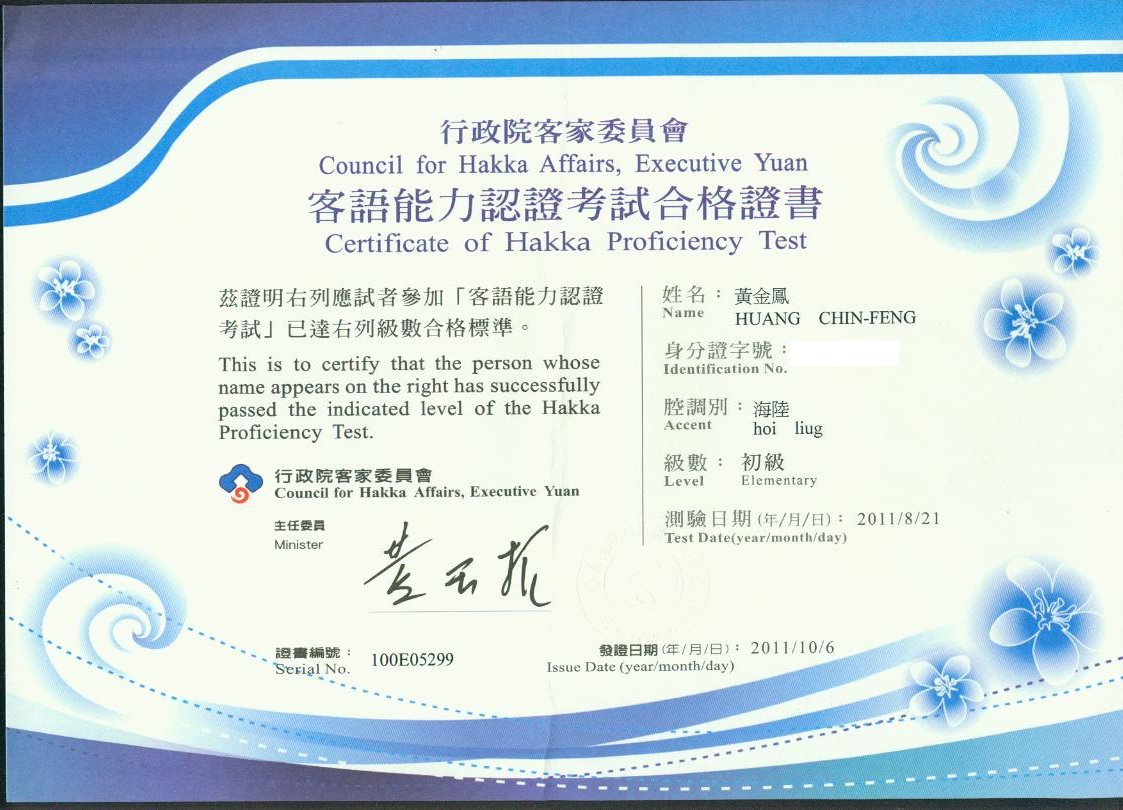 行政院客家委員會
Council for Hakka Affairs, Executive Yuan
客語能力認證考試合格證書
Certificate of Hakka Proficiency Test
茲證明右列應試者參加「客語能力認證
考試」已達右列級數合格標準。
This is to certify that the person whose
name appears on the right has successfully
passed the indicated level of the Hakka
Proficiency Test.
行政院客家委員會
Council for Hakka Affairs, Executive Yuan
主任委員
Minister
姓名： 黃金鳳
Name HUANG CHIN-FENG
身分證字號：
Identification No.
腔調別： 海陸
Accent hoi liug
級數： 初級
Level Elementary
測驗日期 (年/月/日)： 2011/8/21
Test Date(year/month/day)
證書編號：
Serial No. 100E05299
發證日期(年/月/日)： 2011/10/6
Issue Date (year/month/day)